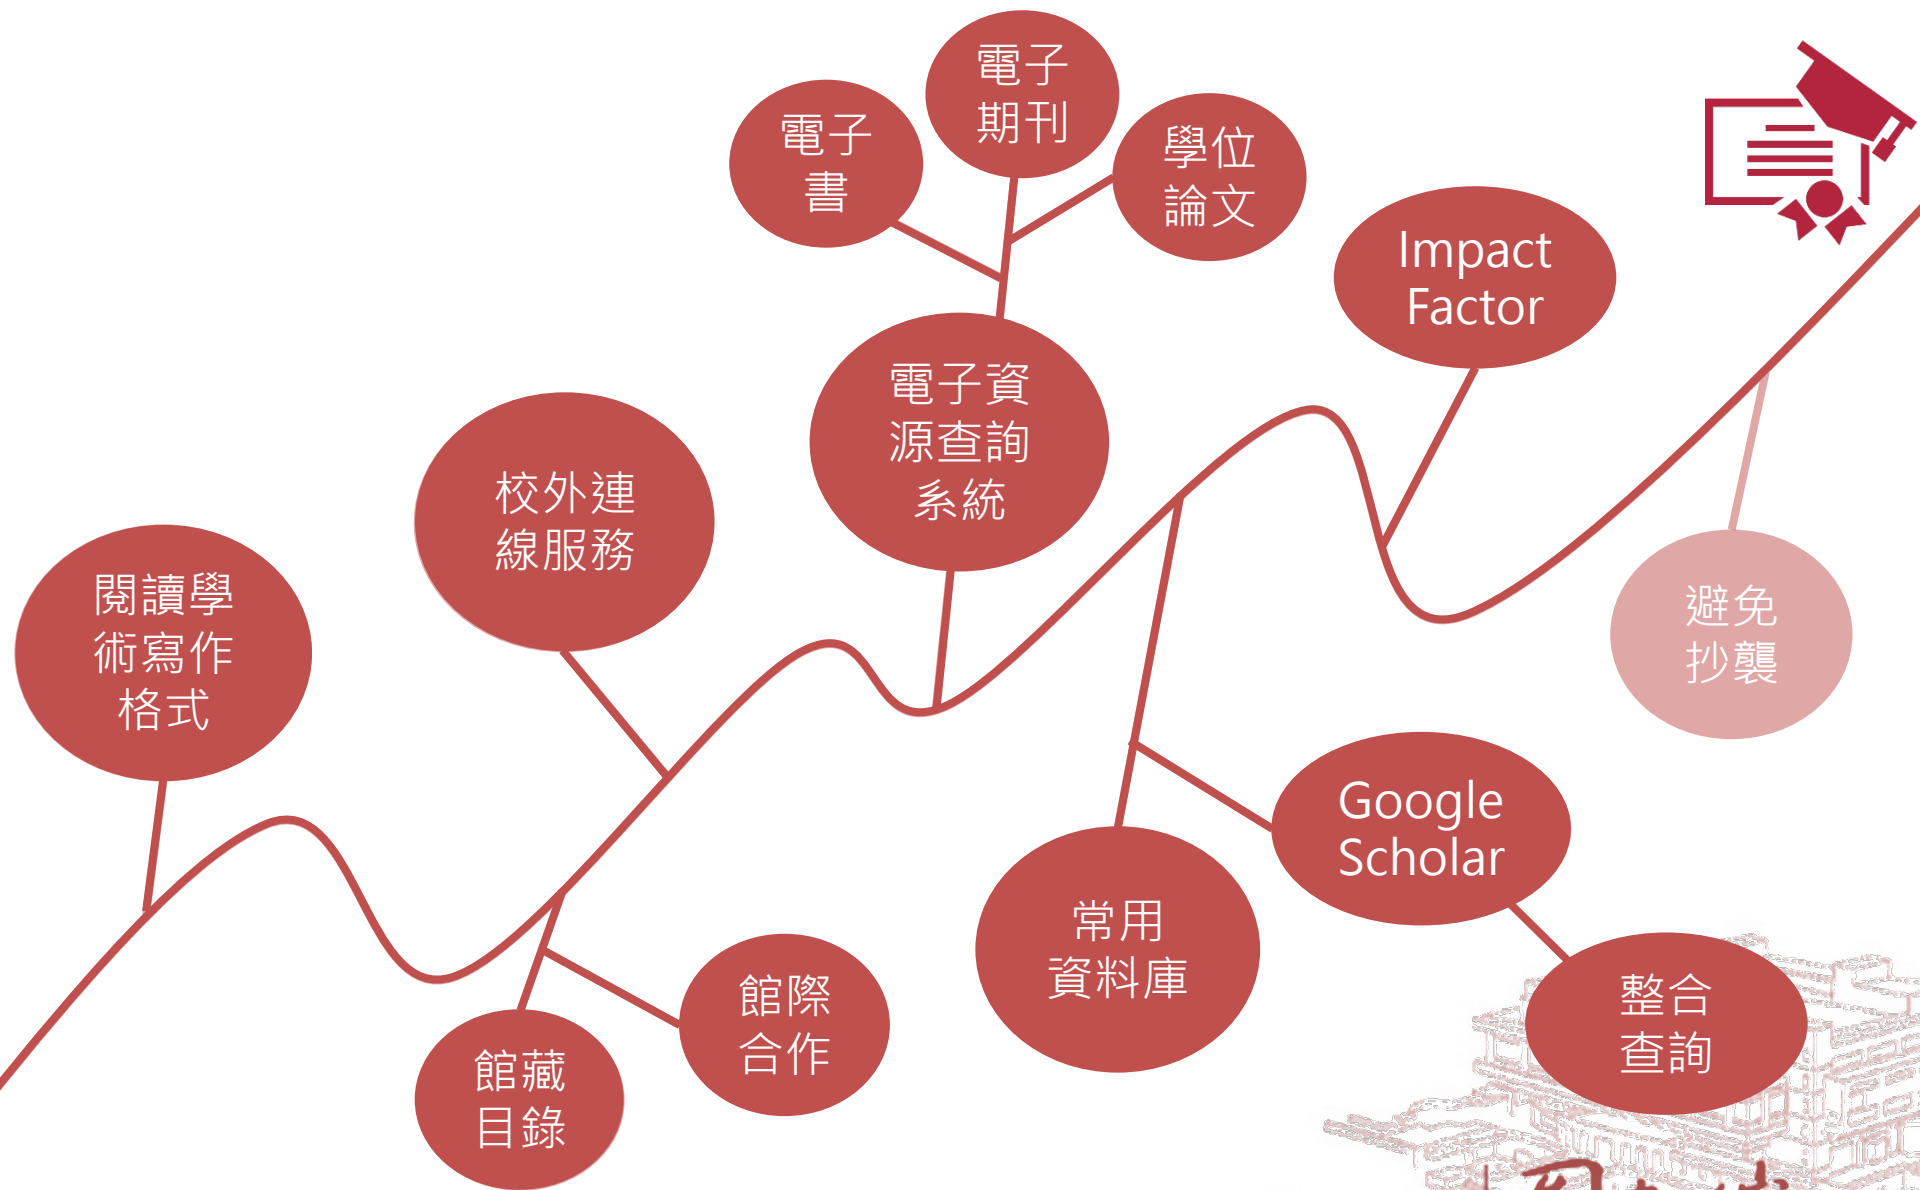 電子
期刊
電子
書
學位
論文
Impact
Factor
電子資
源查詢
系統
校外連
線服務
閱讀學
術寫作
格式
避免
抄襲
Google
Scholar
常用
資料庫
館際
合作
整合
查詢
館藏
目錄